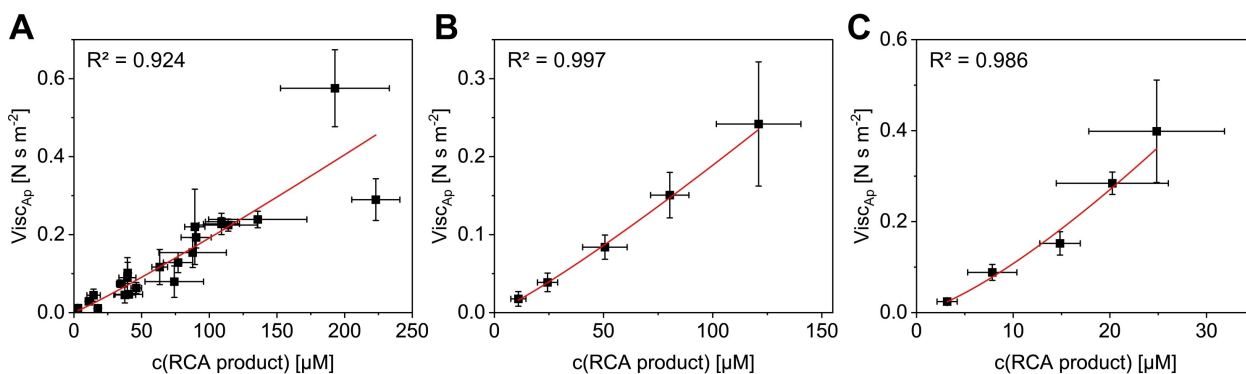 A
R² = 0.924
Visc_Ap [N s m⁻²]
0.6
0.4
0.2
0.0
0
50
100
150
200
250
c(RCA product) [µM]
B
R² = 0.997
Visc_Ap [N s m⁻²]
0.3
0.2
0.1
0.0
0
50
100
150
c(RCA product) [µM]
C
R² = 0.986
Visc_Ap [N s m⁻²]
0.6
0.4
0.2
0.0
0
10
20
30
c(RCA product) [µM]